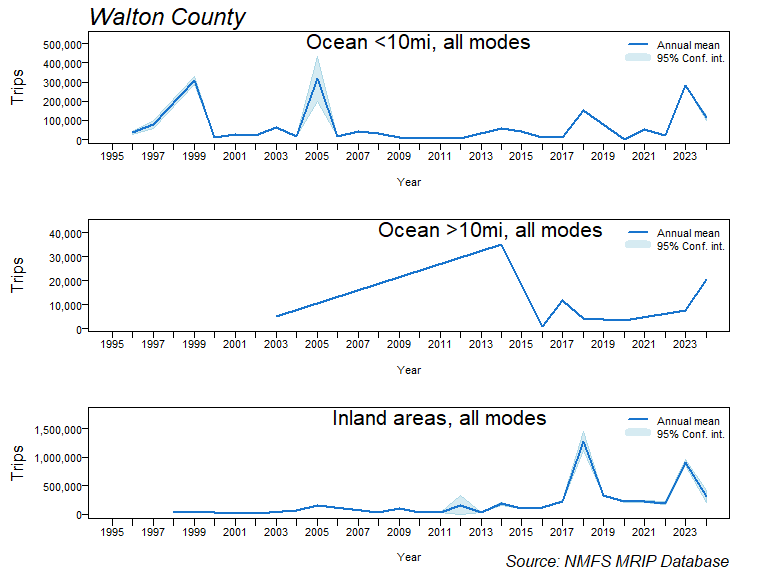 Walton County
Ocean <10mi, all modes
500,000
400,000
300,000
200,000
100,000
0
Trips
Annual mean
95% Conf. int.
1995 1997 1999 2001 2003 2005 2007 2009 2011 2013 2015 2017 2019 2021 2023
Year
Ocean >10mi, all modes
40,000
30,000
20,000
10,000
0
Trips
Annual mean
95% Conf. int.
1995 1997 1999 2001 2003 2005 2007 2009 2011 2013 2015 2017 2019 2021 2023
Year
Inland areas, all modes
1,500,000
1,000,000
500,000
0
Trips
Annual mean
95% Conf. int.
1995 1997 1999 2001 2003 2005 2007 2009 2011 2013 2015 2017 2019 2021 2023
Year
Source: NMFS MRIP Database